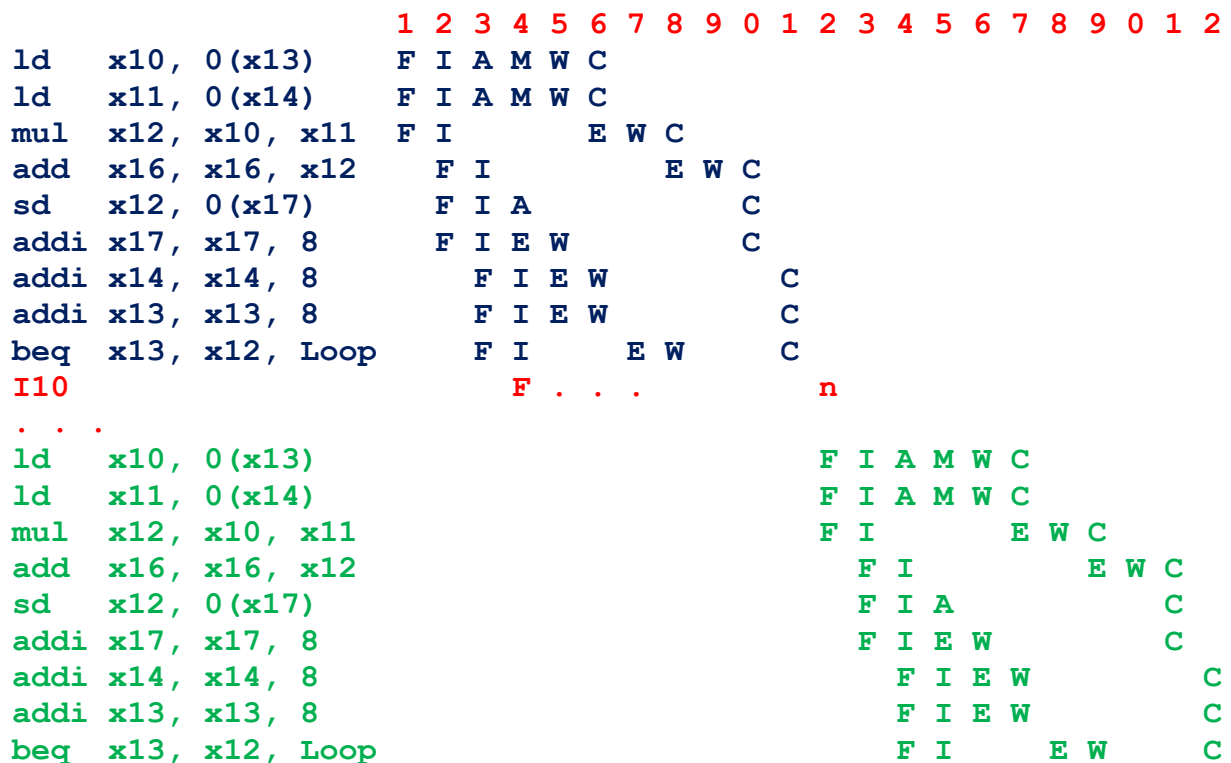 1 2 3 4 5 6 7 8 9 0 1 2 3 4 5 6 7 8 9 0 1 2
ld x10, 0(x13) F I A M W C
ld x11, 0(x14) F I A M W C
mul x12, x10, x11 F I E W C
add x16, x16, x12 F I E W C
sd x12, 0(x17) F I A C
addi x17, x17, 8 F I E W C
addi x14, x14, 8 F I E W C
addi x13, x13, 8 F I E W C
beq x13, x12, Loop F I E W C
I10 F . . . n
. . .
ld x10, 0(x13) F I A M W C
ld x11, 0(x14) F I A M W C
mul x12, x10, x11 F I E W C
add x16, x16, x12 F I E W C
sd x12, 0(x17) F I A C
addi x17, x17, 8 F I E W C
addi x14, x14, 8 F I E W C
addi x13, x13, 8 F I E W C
beq x13, x12, Loop F I E W C